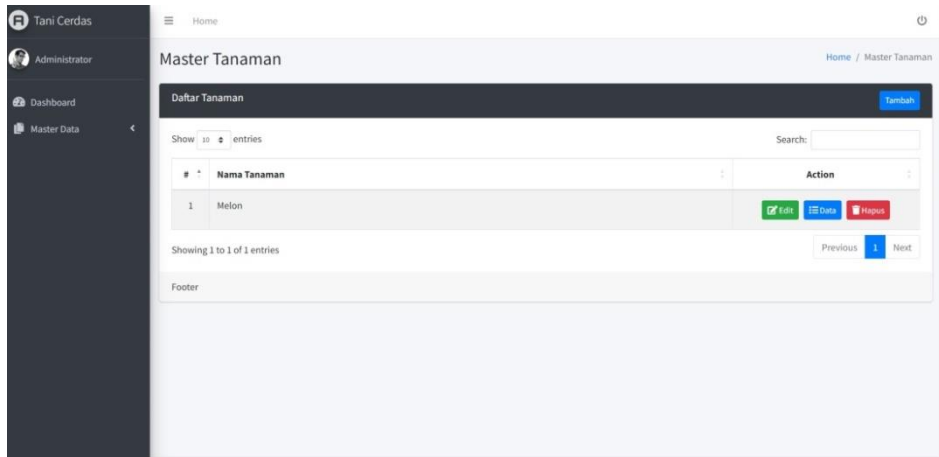 Tani Cerdas
Home
Administrator
Master Tanaman
Home / Master Tanaman
Dashboard
Master Data
Daftar Tanaman
Tambah
Show 10 entries
Search:
# Nama Tanaman Action
1 Melon Edit Data Hapus
Showing 1 to 1 of 1 entries
Previous 1 Next
Footer